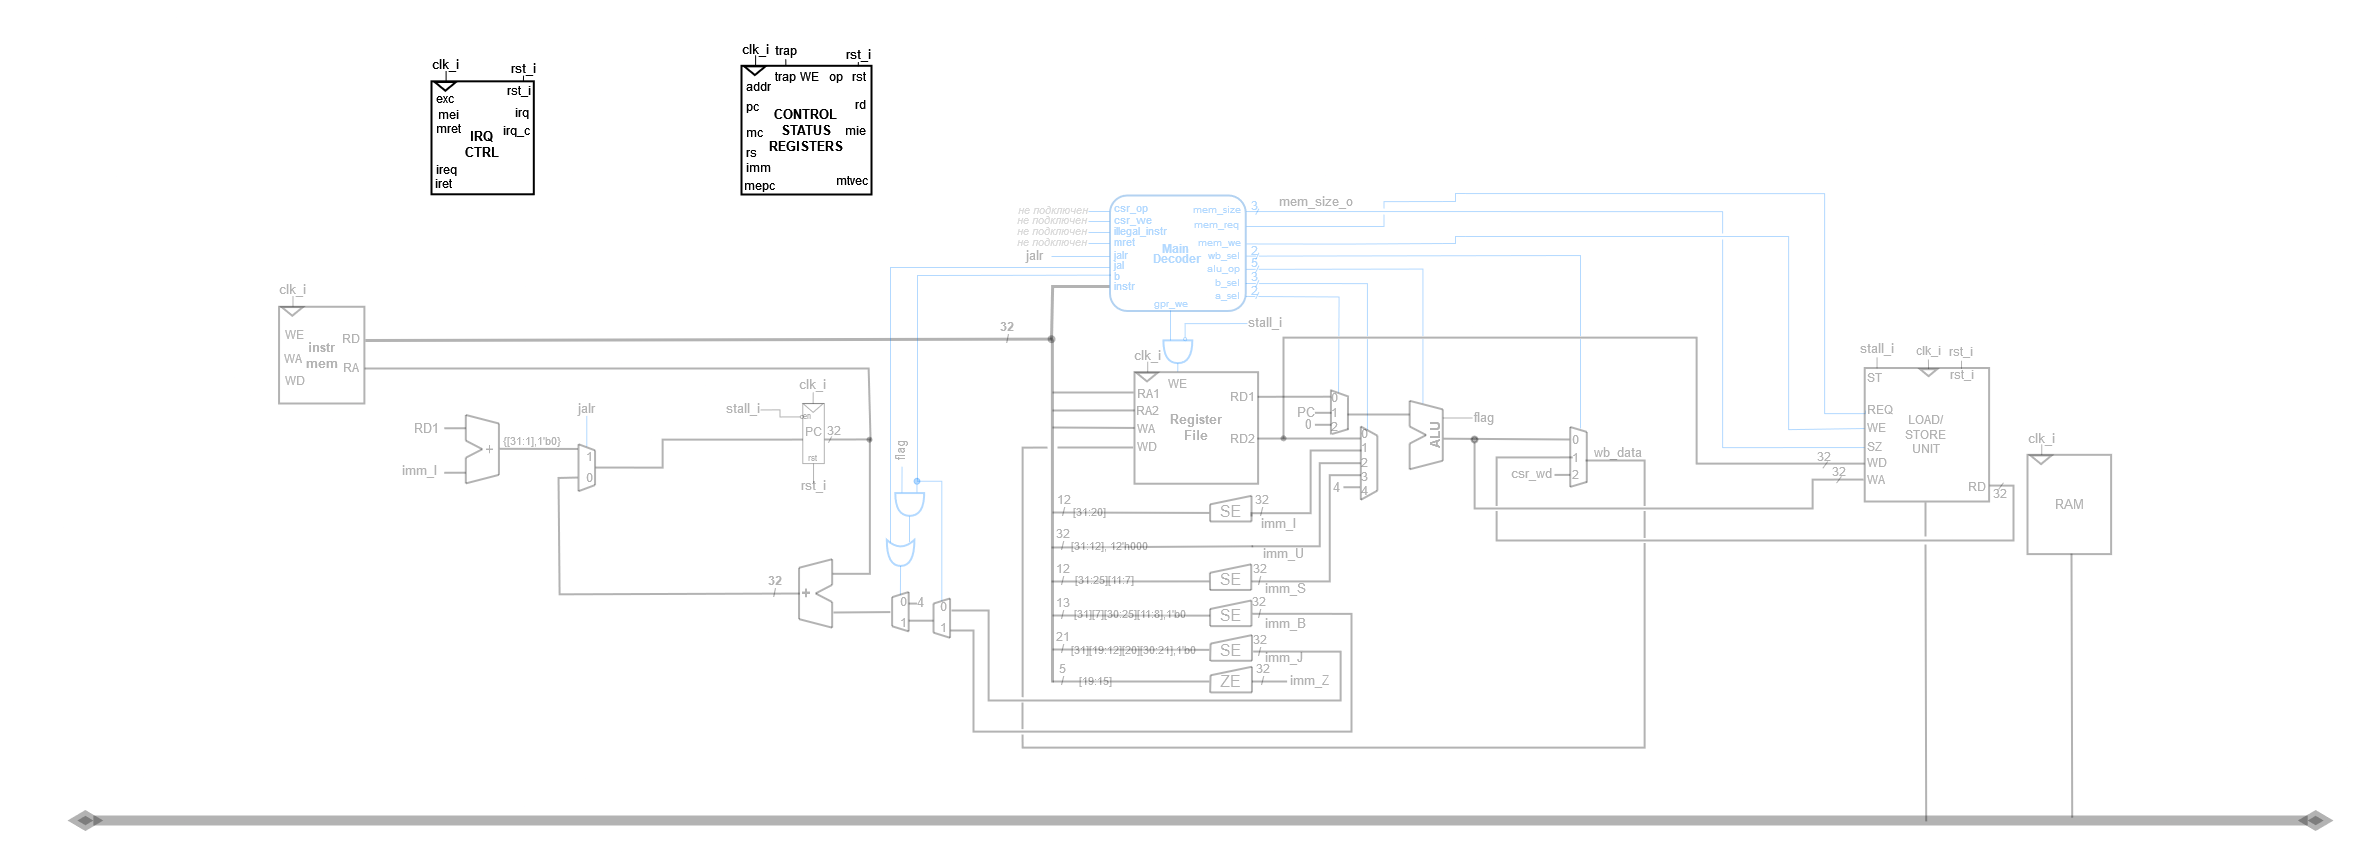 clk_i
rst_i
rst_i
exc
mei
mret
irq
irq_c
IRQ
CTRL
ireq
iret
clk_i
trap
rst_i
trap
WE
op
rst
addr
pc
rd
CONTROL
STATUS
REGISTERS
mc
mie
rs
imm
mepc
mtvec
не подключен
не подключен
не подключен
не подключен
jalr
csr_op
csr_we
illegal_instr
mret
jalr
jal
b
instr
Main
Decoder
mem_size
mem_req
mem_we
wb_sel
alu_op
b_sel
a_sel
gpr_we
3
2
5
3
2
mem_size_o
stall_i
clk_i
WE
WA
WD
instr
mem
RD
RA
32
RD1
imm_I
+
{[31:1],1'b0}
jalr
1
0
stall_i
clk_i
en
PC
rst
32
rst_i
flag
32
+
0
1
4
0
1
clk_i
WE
RA1
RA2
WA
WD
Register
File
RD1
RD2
PC
0
0
1
2
0
1
2
3
4
4
ALU
flag
12
[31:20]
SE
32
imm_I
32
[31:12], 12'h000
imm_U
12
[31:25][11:7]
SE
32
imm_S
13
[31][7][30:25][11:8],1'b0
SE
32
imm_B
21
[31][19:12][20][30:21],1'b0
SE
32
imm_J
5
[19:15]
ZE
32
imm_Z
csr_wd
0
1
2
wb_data
stall_i
clk_i
rst_i
ST
rst_i
REQ
WE
SZ
WD
WA
LOAD/
STORE
UNIT
RD
32
32
32
clk_i
RAM